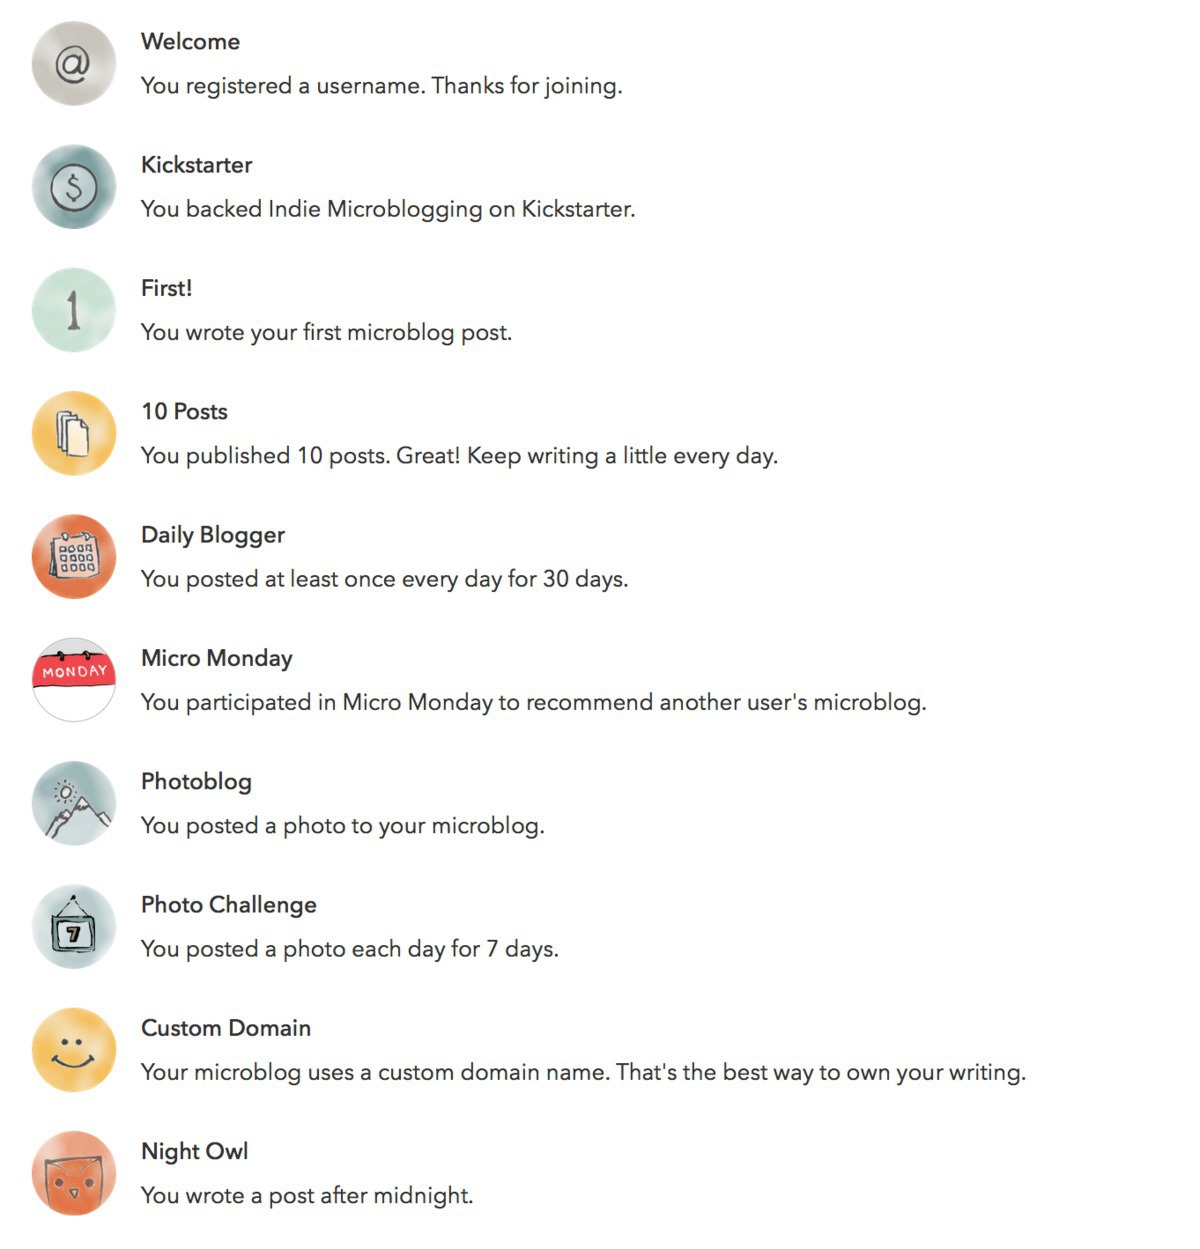 @
Welcome
You registered a username. Thanks for joining.
$
Kickstarter
You backed Indie Microblogging on Kickstarter.
1
First!
You wrote your first microblog post.
10 Posts
You published 10 posts. Great! Keep writing a little every day.
Daily Blogger
You posted at least once every day for 30 days.
MONDAY
Micro Monday
You participated in Micro Monday to recommend another user's microblog.
Photoblog
You posted a photo to your microblog.
7
Photo Challenge
You posted a photo each day for 7 days.
Custom Domain
Your microblog uses a custom domain name. That's the best way to own your writing.
Night Owl
You wrote a post after midnight.